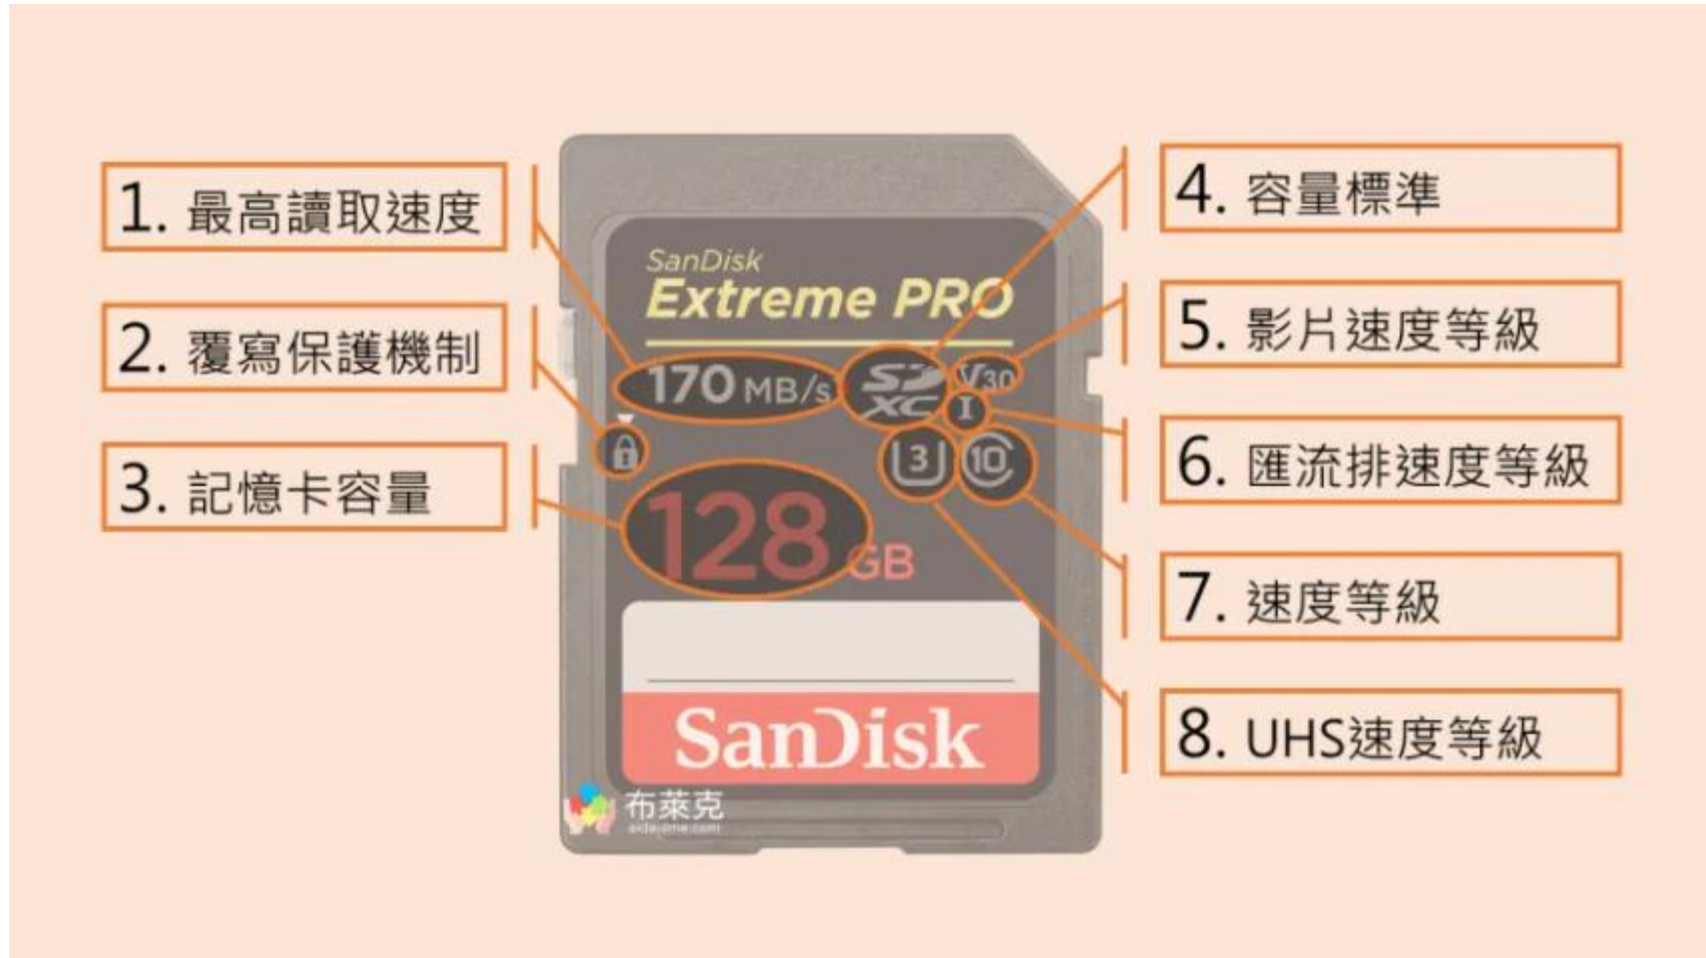 1. 最高讀取速度
2. 覆寫保護機制
3. 記憶卡容量
SanDisk
Extreme PRO
170 MB/s
SD
XC
V30
I
3
10
128 GB
SanDisk
布萊克
4. 容量標準
5. 影片速度等級
6. 匯流排速度等級
7. 速度等級
8. UHS速度等級